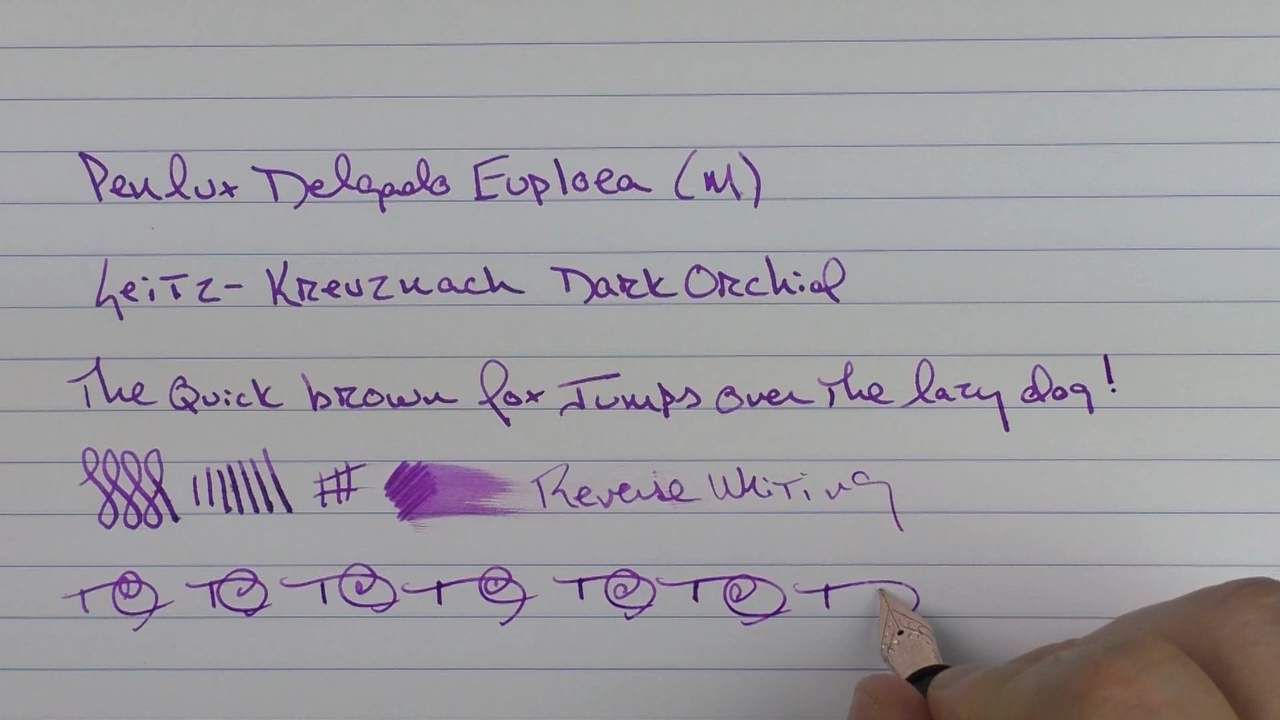 Penlux Delgado Euploea (M)
Leitz-Kreuznach Dark Orchid
The Quick brown fox Jumps over The lazy dog!
Reverse Writing